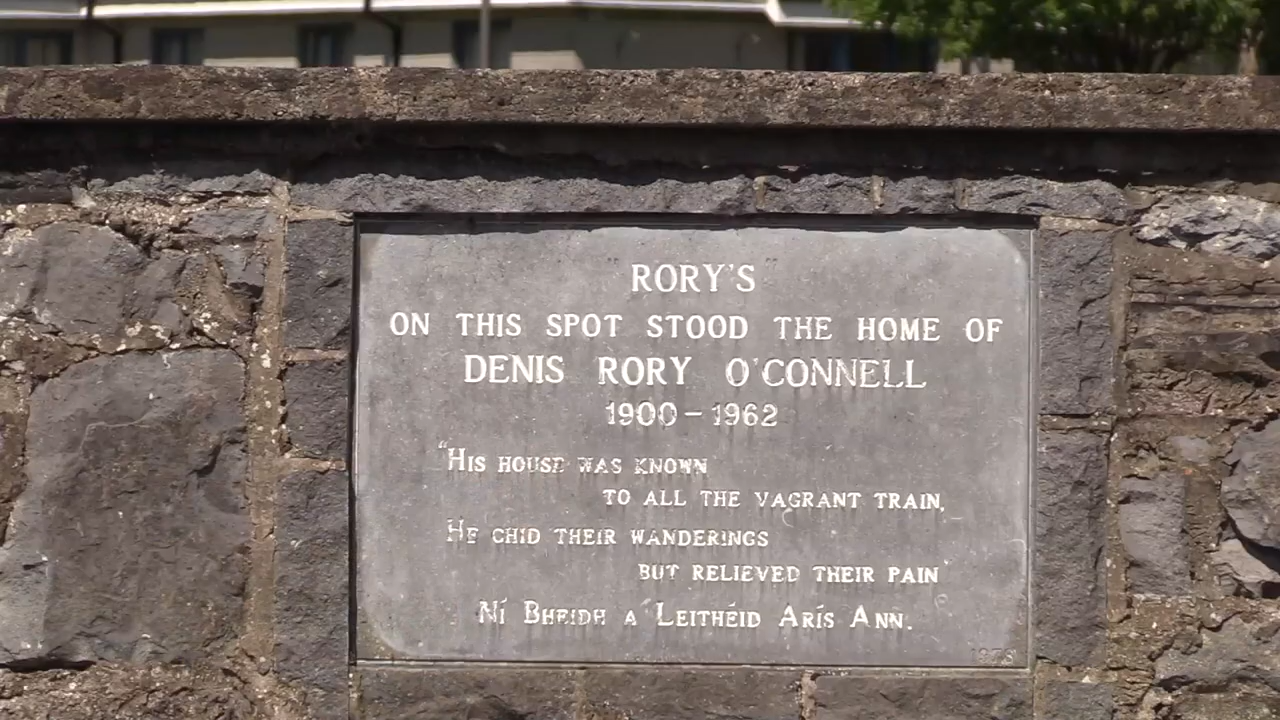 RORY'S
ON THIS SPOT STOOD THE HOME OF
DENIS RORY O'CONNELL
1900 – 1962
"HIS HOUSE WAS KNOWN
TO ALL THE VAGRANT TRAIN,
HE CHID THEIR WANDERINGS
BUT RELIEVED THEIR PAIN"
NÍ BHEIDH A LEITHÉID ARÍS ANN.